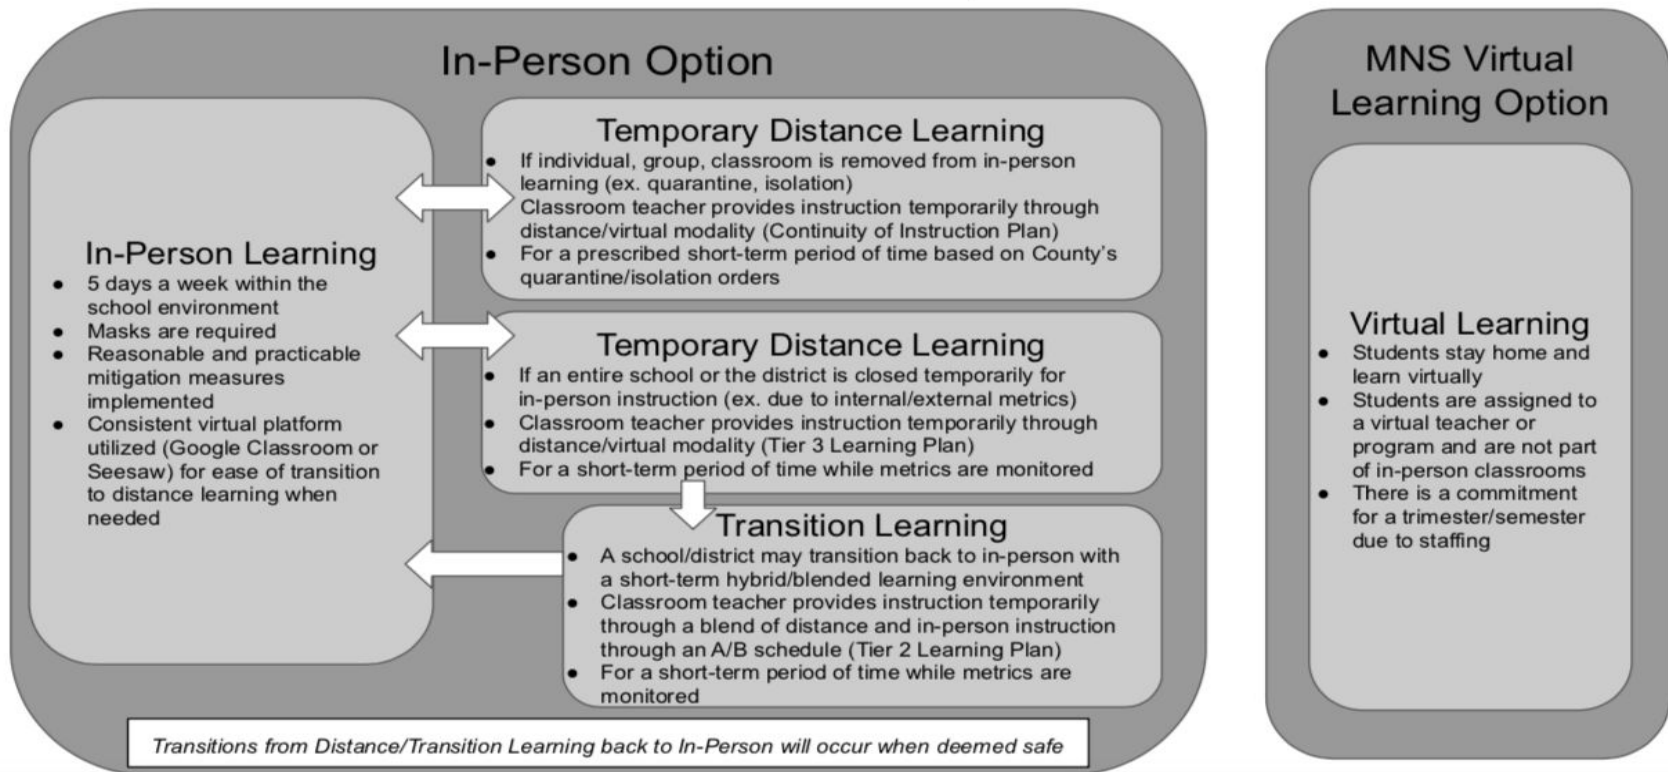 In-Person Option
In-Person Learning
● 5 days a week within the
school environment
● Masks are required
● Reasonable and practicable
mitigation measures
implemented
● Consistent virtual platform
utilized (Google Classroom or
Seesaw) for ease of transition
to distance learning when
needed
Temporary Distance Learning
● If individual, group, classroom is removed from in-person
learning (ex. quarantine, isolation)
Classroom teacher provides instruction temporarily through
distance/virtual modality (Continuity of Instruction Plan)
● For a prescribed short-term period of time based on County's
quarantine/isolation orders
Temporary Distance Learning
● If an entire school or the district is closed temporarily for
in-person instruction (ex. due to internal/external metrics)
● Classroom teacher provides instruction temporarily through
distance/virtual modality (Tier 3 Learning Plan)
● For a short-term period of time while metrics are monitored
Transition Learning
● A school/district may transition back to in-person with
a short-term hybrid/blended learning environment
● Classroom teacher provides instruction temporarily
through a blend of distance and in-person instruction
through an A/B schedule (Tier 2 Learning Plan)
● For a short-term period of time while metrics are
monitored
Transitions from Distance/Transition Learning back to In-Person will occur when deemed safe
MNS Virtual
Learning Option
Virtual Learning
● Students stay home and
learn virtually
● Students are assigned to
a virtual teacher or
program and are not part
of in-person classrooms
● There is a commitment
for a trimester/semester
due to staffing